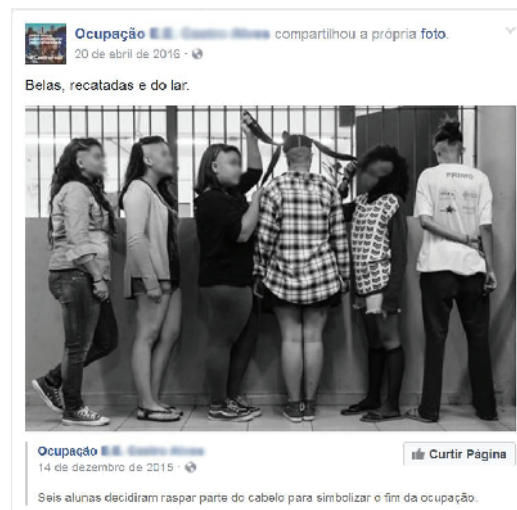 Ocupação compartilhou a própria foto.
20 de abril de 2016
Belas, recatadas e do lar.
PRIMO
Ocupação
14 de dezembro de 2015
Curtir Página
Seis alunas decidiram raspar parte do cabelo para simbolizar o fim da ocupação.